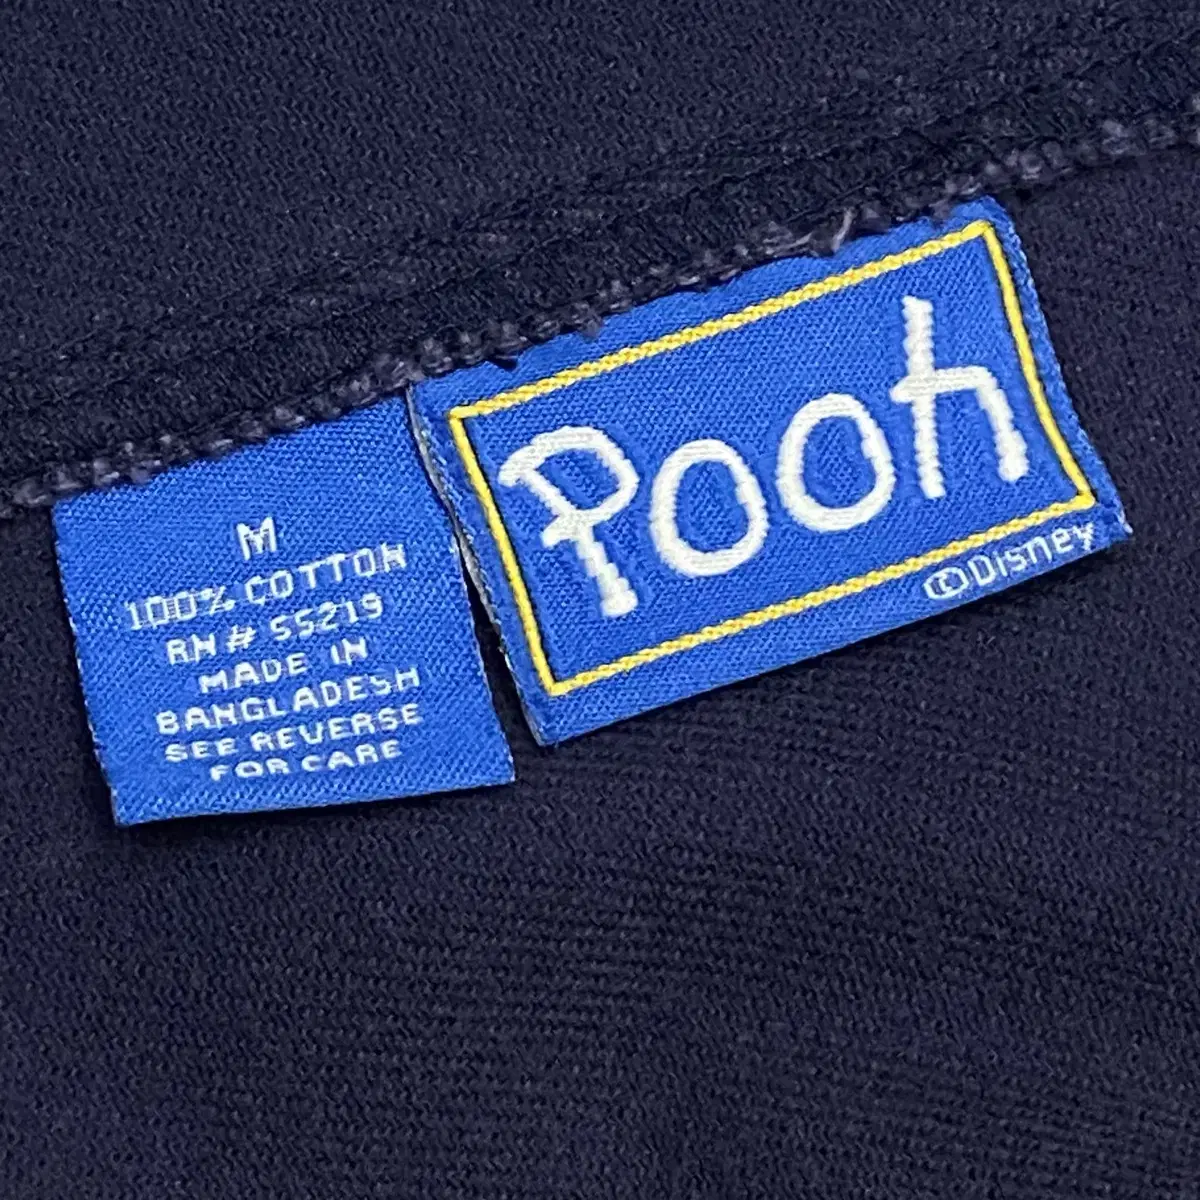 M
100% COTTON
RN # 55219
MADE IN
BANGLADESH
SEE REVERSE
FOR CARE
Pooh
©Disney